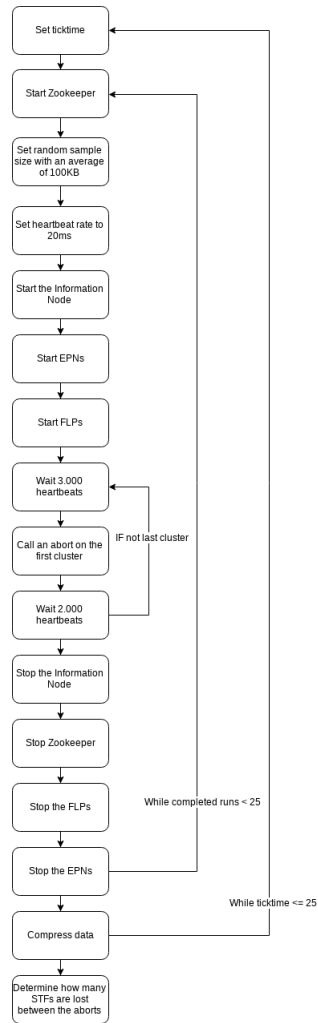 Set ticktime
Start Zookeeper
Set random sample
size with an average
of 100KB
Set heartbeat rate to
20ms
Start the Information
Node
Start EPNs
Start FLPs
Wait 3.000
heartbeats
IF not last cluster
Call an abort on the
first cluster
Wait 2.000
heartbeats
Stop the Information
Node
Stop Zookeeper
Stop the FLPs
While completed runs < 25
Stop the EPNs
While ticktime <= 25
Compress data
Determine how many
STFs are lost
between the aborts